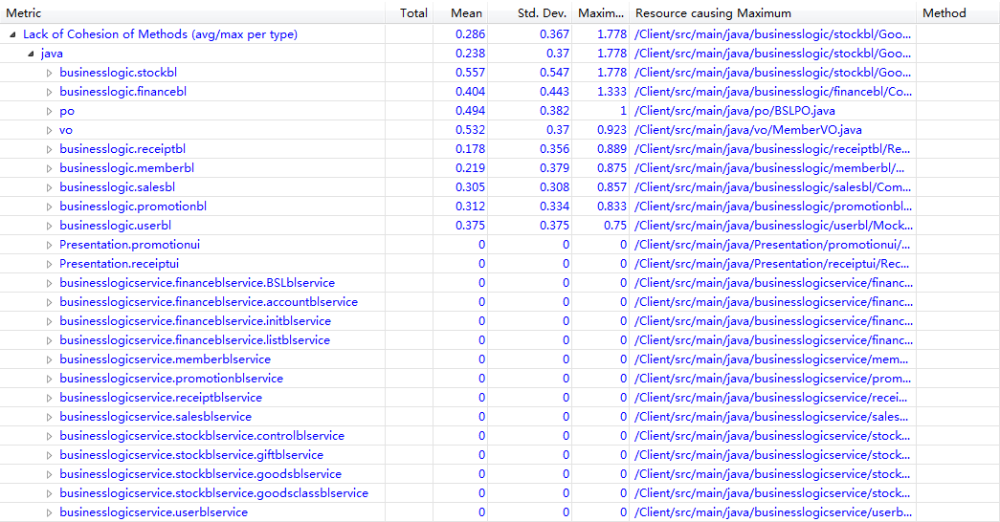 Metric Total Mean Std. Dev. Maxim... Resource causing Maximum Method
Lack of Cohesion of Methods (avg/max per type) 0.286 0.367 1.778 /Client/src/main/java/businesslogic/stockbl/Goo...
java 0.238 0.37 1.778 /Client/src/main/java/businesslogic/stockbl/Goo...
businesslogic.stockbl 0.557 0.547 1.778 /Client/src/main/java/businesslogic/stockbl/Goo...
businesslogic.financebl 0.404 0.443 1.333 /Client/src/main/java/businesslogic/financebl/Co...
po 0.494 0.382 1 /Client/src/main/java/po/BSLPO.java
vo 0.532 0.37 0.923 /Client/src/main/java/vo/MemberVO.java
businesslogic.receiptbl 0.178 0.356 0.889 /Client/src/main/java/businesslogic/receiptbl/Re...
businesslogic.memberbl 0.219 0.379 0.875 /Client/src/main/java/businesslogic/memberbl/...
businesslogic.salesbl 0.305 0.308 0.857 /Client/src/main/java/businesslogic/salesbl/Com...
businesslogic.promotionbl 0.312 0.334 0.833 /Client/src/main/java/businesslogic/promotionbl...
businesslogic.userbl 0.375 0.375 0.75 /Client/src/main/java/businesslogic/userbl/Mock...
Presentation.promotionui 0 0 0 /Client/src/main/java/Presentation/promotionui/...
Presentation.receiptui 0 0 0 /Client/src/main/java/Presentation/receiptui/Rec...
businesslogicservice.financeblservice.BSLblservice 0 0 0 /Client/src/main/java/businesslogicservice/financ...
businesslogicservice.financeblservice.accountblservice 0 0 0 /Client/src/main/java/businesslogicservice/financ...
businesslogicservice.financeblservice.initblservice 0 0 0 /Client/src/main/java/businesslogicservice/financ...
businesslogicservice.financeblservice.listblservice 0 0 0 /Client/src/main/java/businesslogicservice/financ...
businesslogicservice.memberblservice 0 0 0 /Client/src/main/java/businesslogicservice/mem...
businesslogicservice.promotionblservice 0 0 0 /Client/src/main/java/businesslogicservice/prom...
businesslogicservice.receiptblservice 0 0 0 /Client/src/main/java/businesslogicservice/recei...
businesslogicservice.salesblservice 0 0 0 /Client/src/main/java/businesslogicservice/sales...
businesslogicservice.stockblservice.controlblservice 0 0 0 /Client/src/main/java/businesslogicservice/stock...
businesslogicservice.stockblservice.giftblservice 0 0 0 /Client/src/main/java/businesslogicservice/stock...
businesslogicservice.stockblservice.goodsblservice 0 0 0 /Client/src/main/java/businesslogicservice/stock...
businesslogicservice.stockblservice.goodsclassblservice 0 0 0 /Client/src/main/java/businesslogicservice/stock...
businesslogicservice.userblservice 0 0 0 /Client/src/main/java/businesslogicservice/userb...